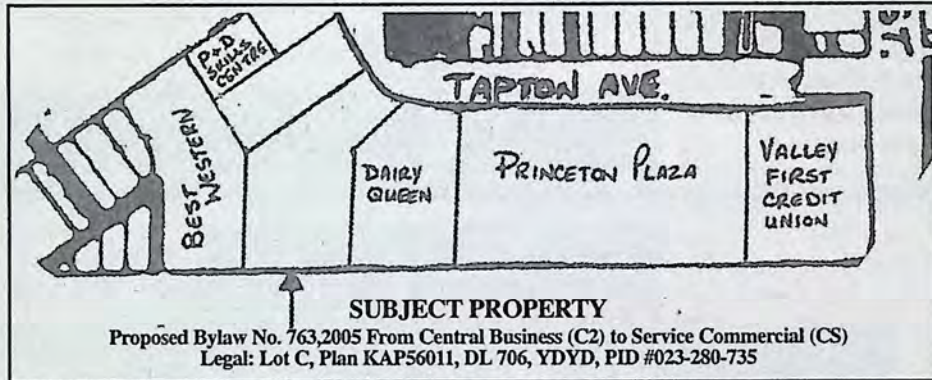 P+D
SKILLS
CENTRE
TAPTON AVE.
ST.
BEST
WESTERN
DAIRY
QUEEN
PRINCETON PLAZA
VALLEY
FIRST
CREDIT
UNION
SUBJECT PROPERTY
Proposed Bylaw No. 763,2005 From Central Business (C2) to Service Commercial (CS)
Legal: Lot C, Plan KAP56011, DL 706, YDYD, PID #023-280-735